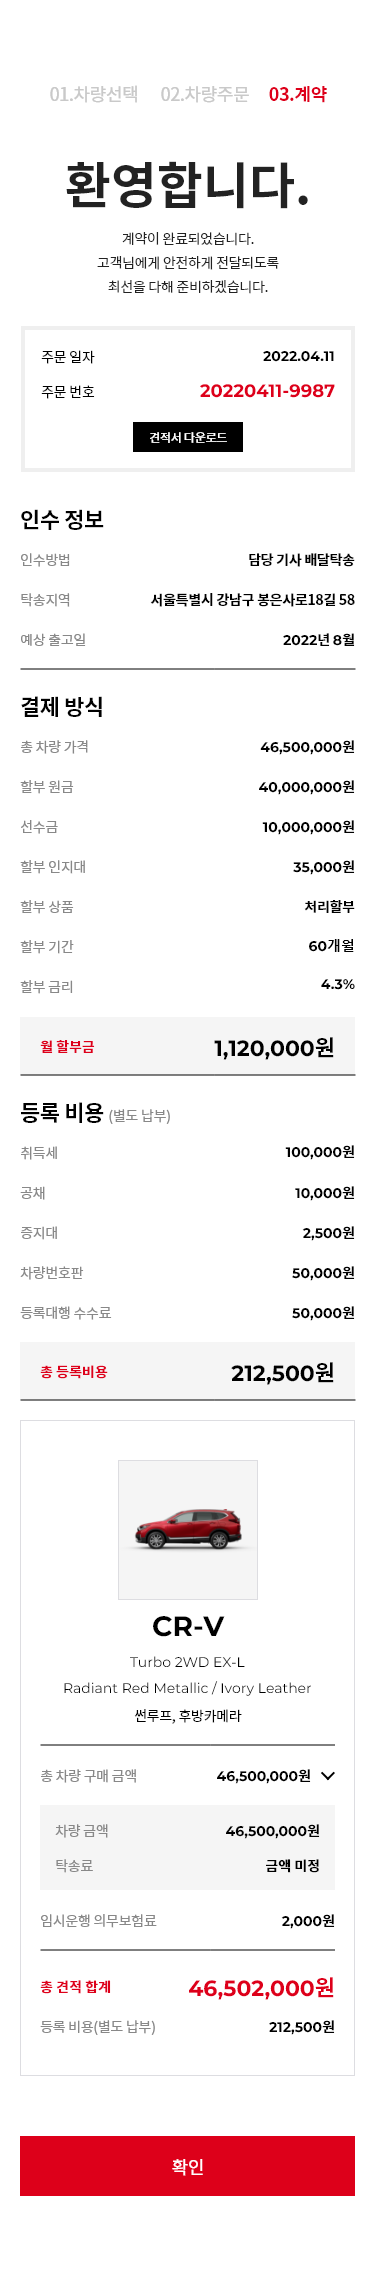 01.차량선택 02.차량주문 03.계약
환영합니다.
계약이 완료되었습니다.
고객님에게 안전하게 전달되도록
최선을 다해 준비하겠습니다.
주문 일자 2022.04.11
주문 번호 20220411-9987
견적서 다운로드
인수 정보
인수방법 담당 기사 배달탁송
탁송지역 서울특별시 강남구 봉은사로18길 58
예상 출고일 2022년 8월
결제 방식
총 차량 가격 46,500,000원
할부 원금 40,000,000원
선수금 10,000,000원
할부 인지대 35,000원
할부 상품 처리할부
할부 기간 60개월
할부 금리 4.3%
월 할부금 1,120,000원
등록 비용 (별도 납부)
취득세 100,000원
공채 10,000원
증지대 2,500원
차량번호판 50,000원
등록대행 수수료 50,000원
총 등록비용 212,500원
CR-V
Turbo 2WD EX-L
Radiant Red Metallic / Ivory Leather
썬루프, 후방카메라
총 차량 구매 금액 46,500,000원
차량 금액 46,500,000원
탁송료 금액 미정
임시운행 의무보험료 2,000원
총 견적 합계 46,502,000원
등록 비용(별도 납부) 212,500원
확인